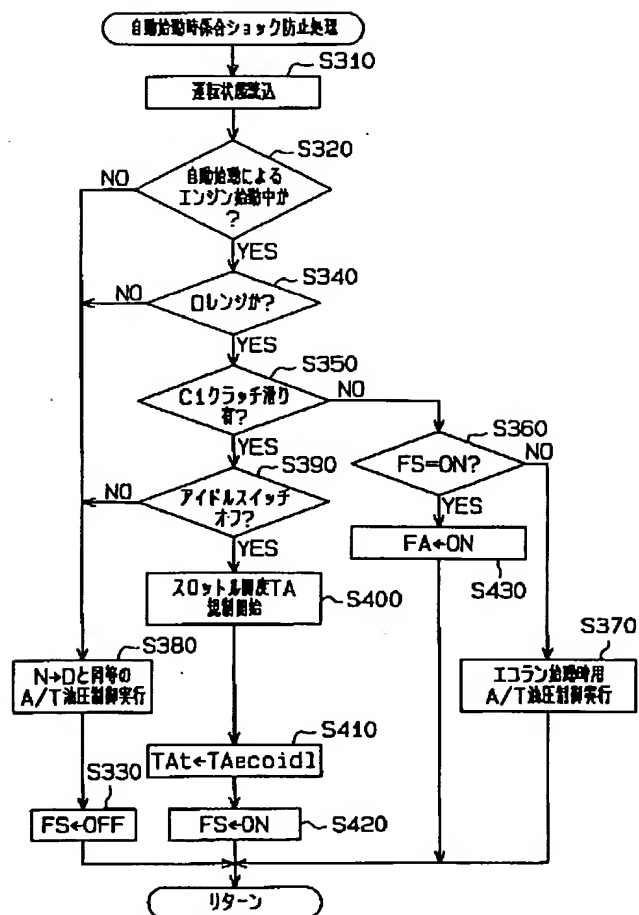 自動始動時係合ショック防止処理
S310
運転状態読込
S320
自動始動による
エンジン始動中か
?
NO
YES
S340
Dレンジか?
NO
YES
S350
C1クラッチ滑り
有?
NO
YES
S360
FS=ON?
NO
YES
S390
アイドルスイッチ
オフ?
NO
YES
FA←ON
S430
スロットル開度TA
規制開始
S400
S380
N→Dと同等の
A/T油圧制御実行
S370
エコラン始動時用
A/T油圧制御実行
S410
TAt←TAecoidl
S330
FS←OFF
FS←ON
S420
リターン